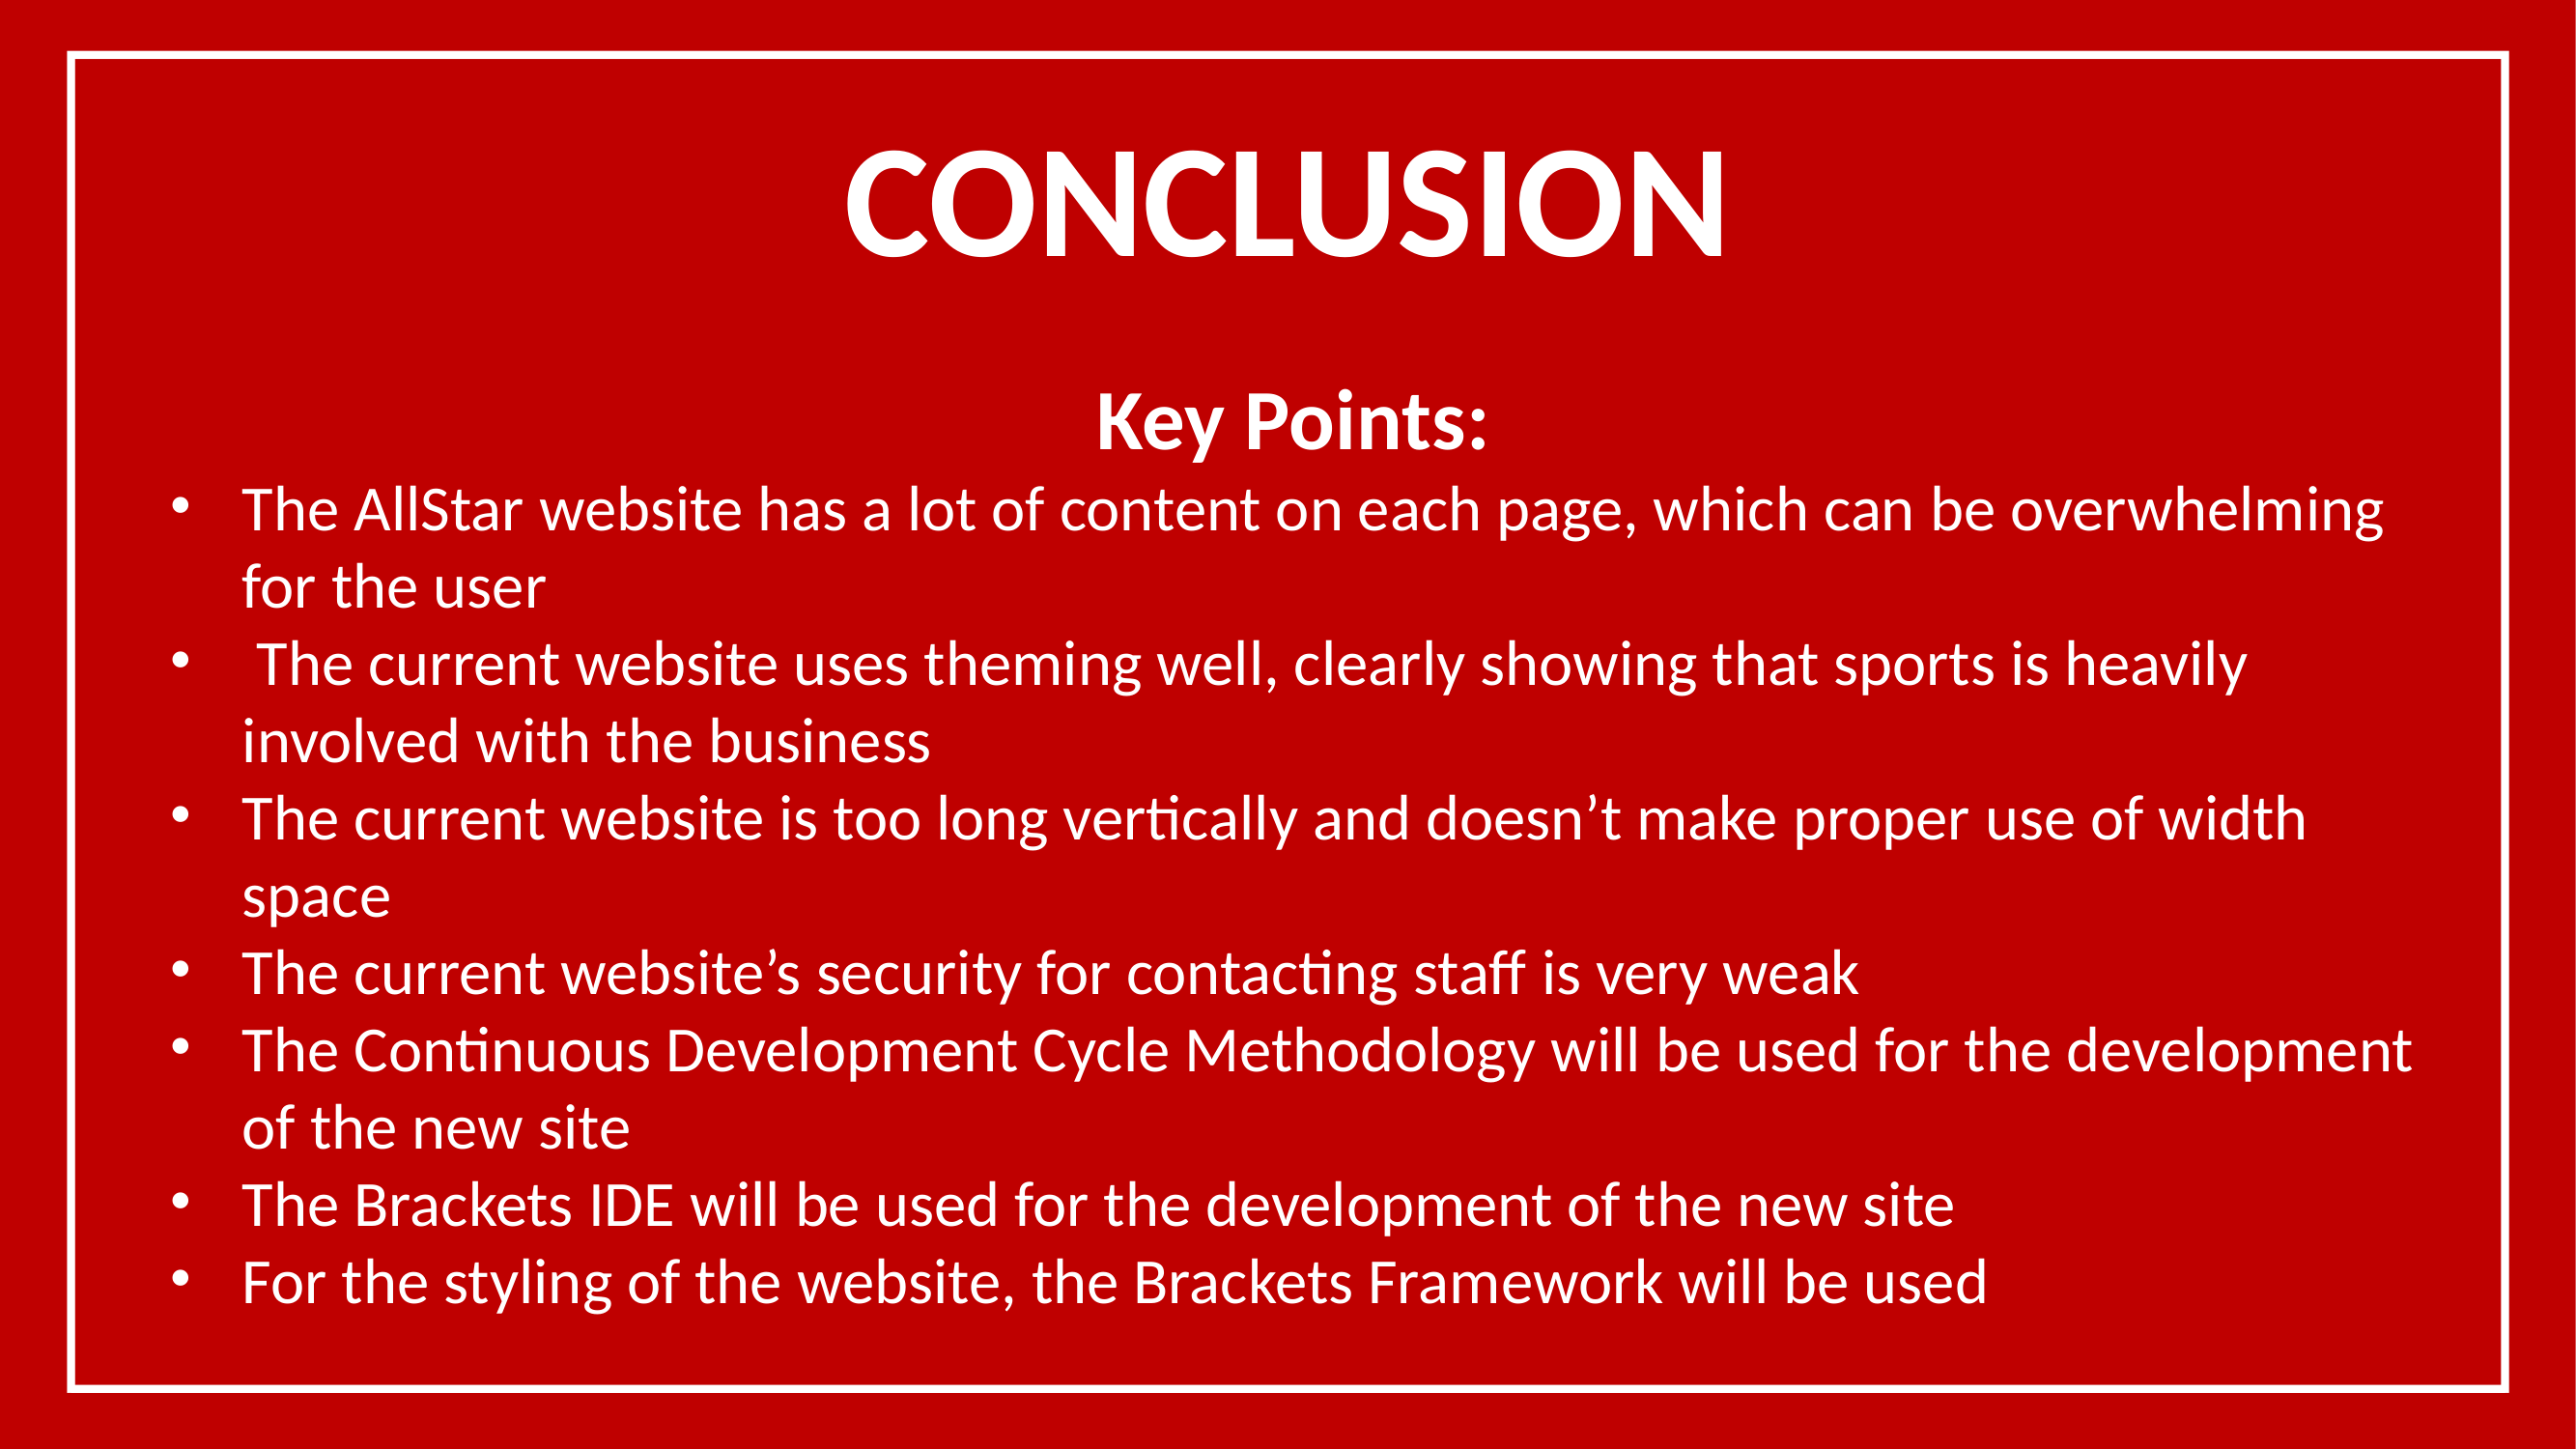 CONCLUSION
Key Points:
• The AllStar website has a lot of content on each page, which can be overwhelming
for the user
• The current website uses theming well, clearly showing that sports is heavily
involved with the business
• The current website is too long vertically and doesn’t make proper use of width
space
• The current website’s security for contacting staff is very weak
• The Continuous Development Cycle Methodology will be used for the development
of the new site
• The Brackets IDE will be used for the development of the new site
• For the styling of the website, the Brackets Framework will be used